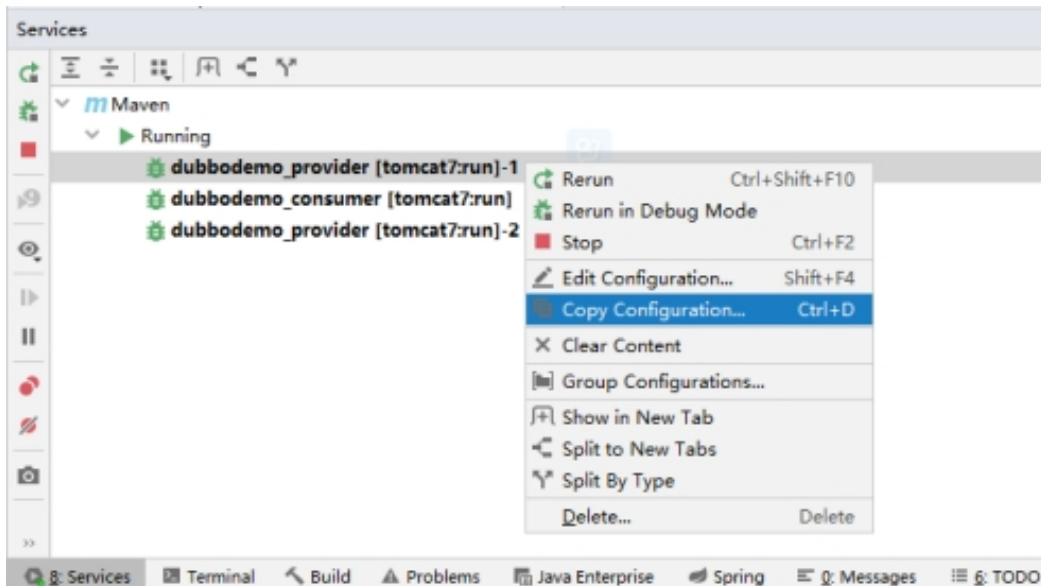 Services
Maven
Running
dubbodemo_provider [tomcat7:run]-1
dubbodemo_consumer [tomcat7:run]
dubbodemo_provider [tomcat7:run]-2
Rerun Ctrl+Shift+F10
Rerun in Debug Mode
Stop Ctrl+F2
Edit Configuration... Shift+F4
Copy Configuration... Ctrl+D
Clear Content
Group Configurations...
Show in New Tab
Split to New Tabs
Split By Type
Delete... Delete
8: Services Terminal Build Problems Java Enterprise Spring 0: Messages 6: TODO